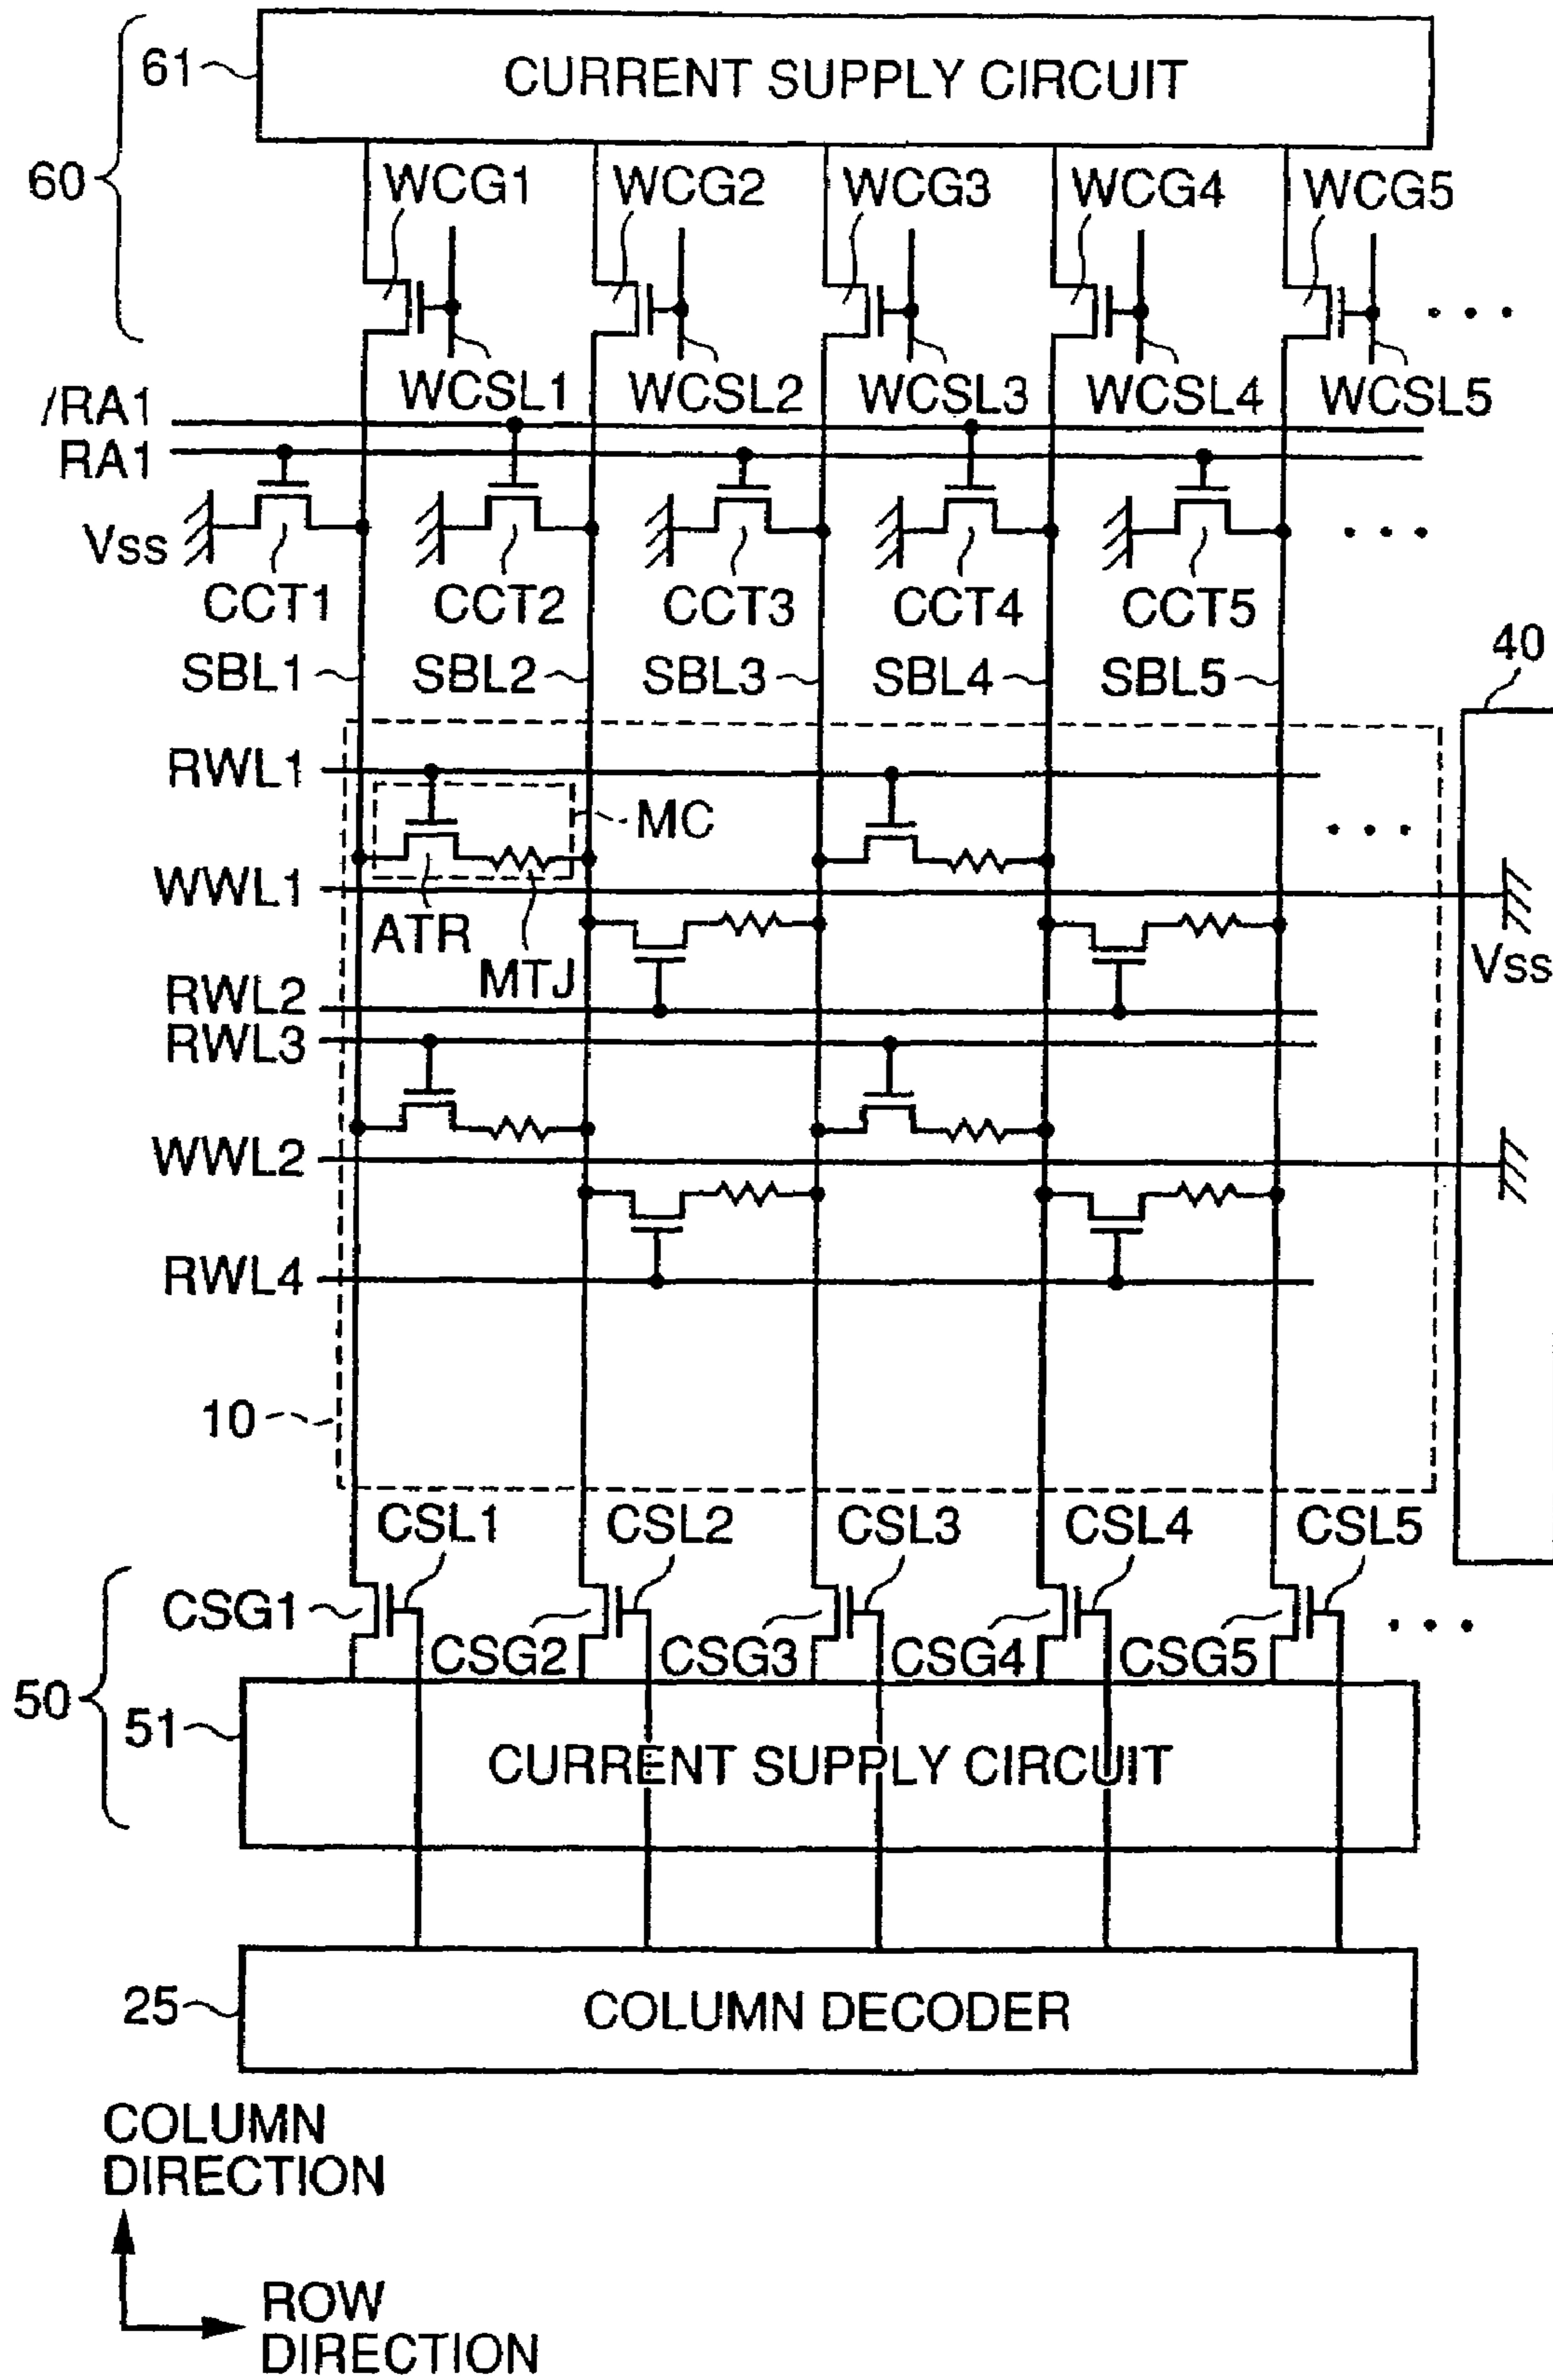 61
CURRENT SUPPLY CIRCUIT
60
WCG1
WCG2
WCG3
WCG4
WCG5
• • •
WCSL1
WCSL2
WCSL3
WCSL4
WCSL5
/RA1
RA1
VSS
• • •
CCT1
CCT2
CCT3
CCT4
CCT5
40
SBL1
SBL2
SBL3
SBL4
SBL5
RWL1
MC
• • •
WWL1
ATR
MTJ
VSS
RWL2
RWL3
WWL2
RWL4
10
CSL1
CSL2
CSL3
CSL4
CSL5
CSG1
CSG2
CSG3
CSG4
CSG5
• • •
50
51
CURRENT SUPPLY CIRCUIT
25
COLUMN DECODER
COLUMN
DIRECTION
ROW
DIRECTION